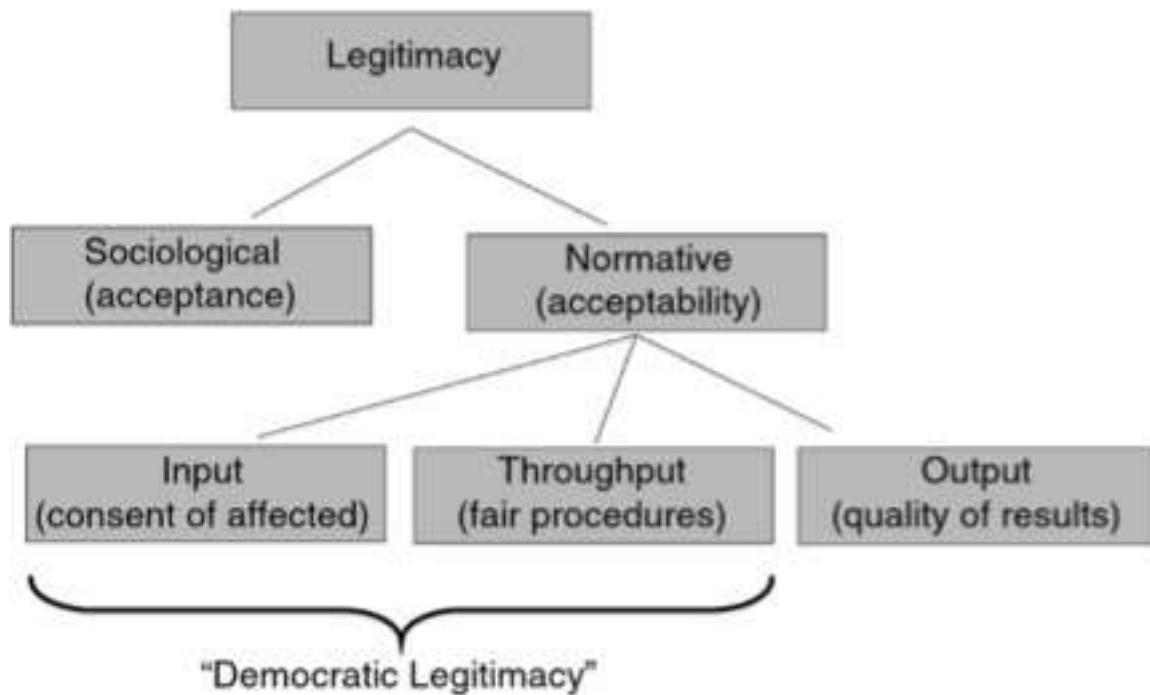 Legitimacy
Sociological
(acceptance)
Normative
(acceptability)
Input
(consent of affected)
Throughput
(fair procedures)
Output
(quality of results)
“Democratic Legitimacy”